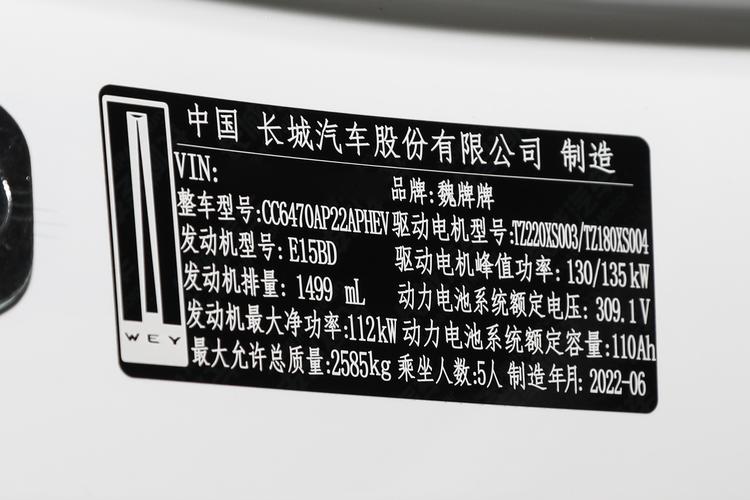 中国 长城汽车股份有限公司 制造
VIN:
品牌:魏牌牌
整车型号:CC6470AP22APHEV 驱动电机型号:TZ220XS003/TZ180XS004
发动机型号: E15BD 驱动电机峰值功率: 130/135kW
发动机排量: 1499 mL 动力电池系统额定电压: 309.1V
发动机最大净功率:112kW 动力电池系统额定容量:110Ah
最大允许总质量:2585kg 乘坐人数:5人 制造年月: 2022-06
WEY